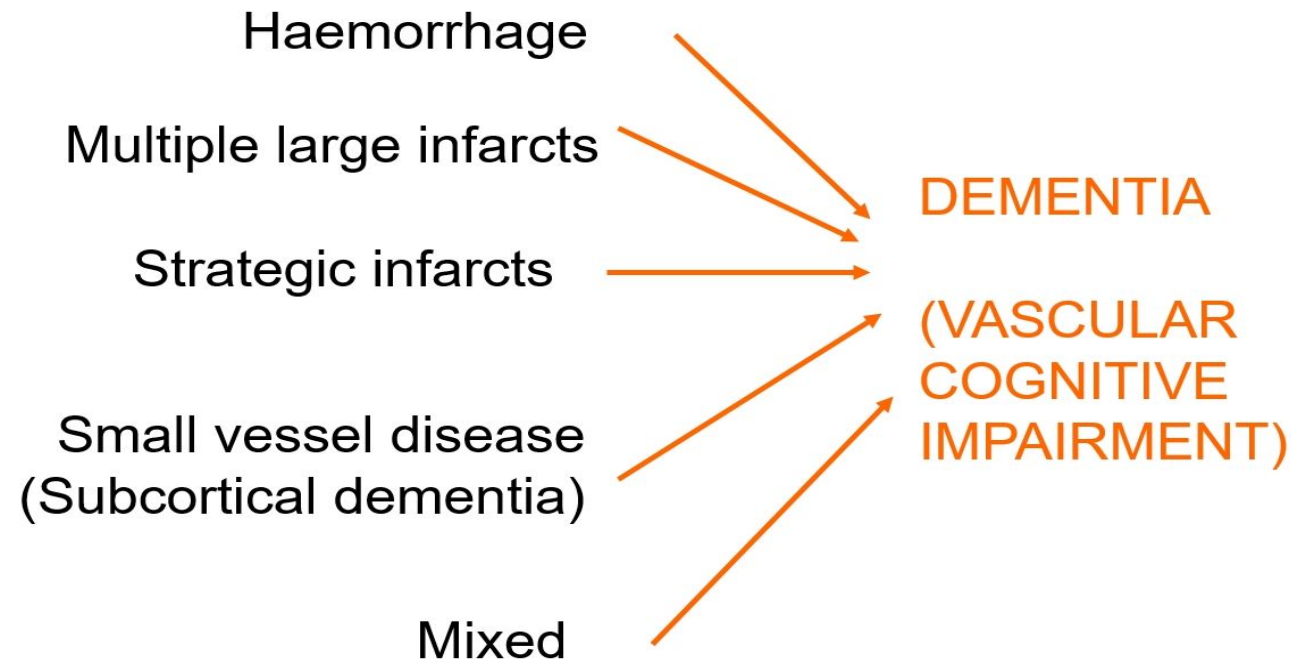 Haemorrhage
Multiple large infarcts
Strategic infarcts
Small vessel disease
(Subcortical dementia)
Mixed
DEMENTIA
(VASCULAR
COGNITIVE
IMPAIRMENT)